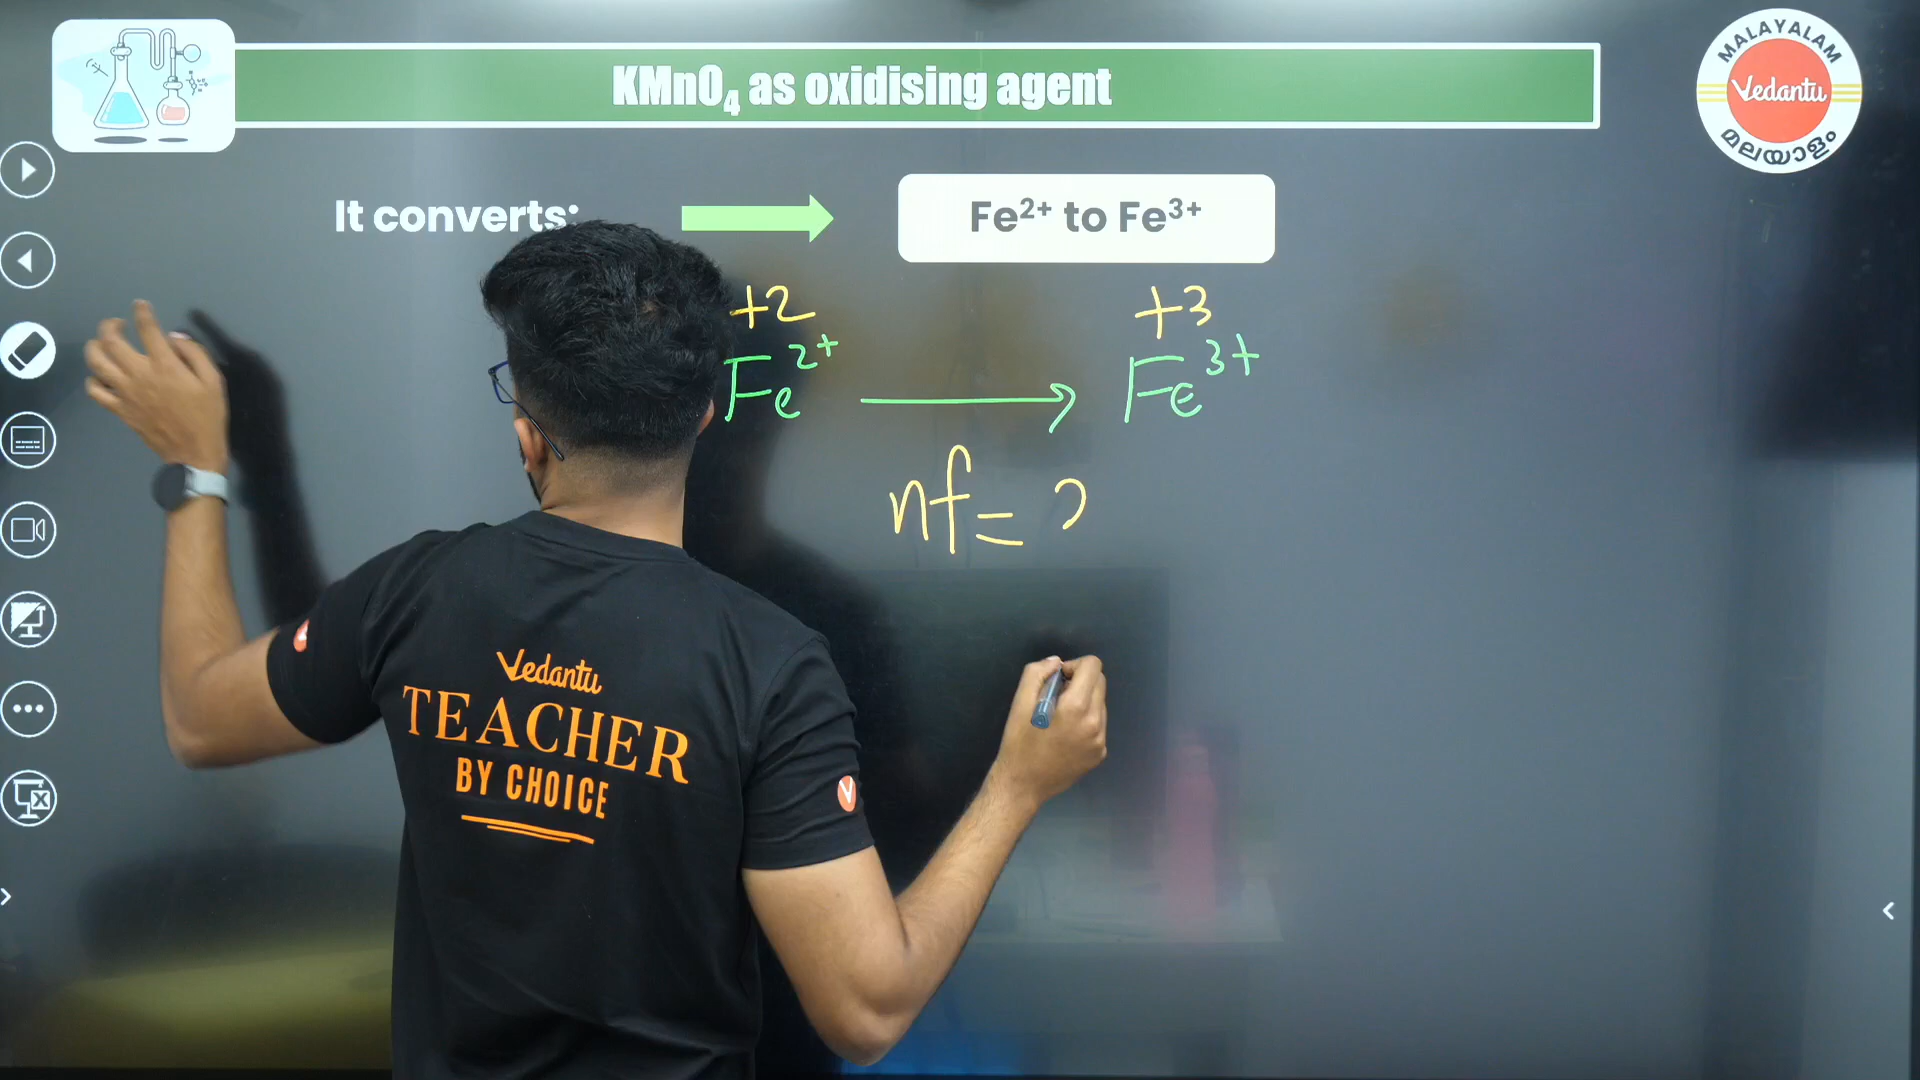 KMnO₄ as oxidising agent
MALAYALAM
Vedantu
മലയാളം
It converts:
Fe²⁺ to Fe³⁺
+2
+3
Fe²⁺ → Fe³⁺
nf =
Vedantu
TEACHER
BY CHOICE